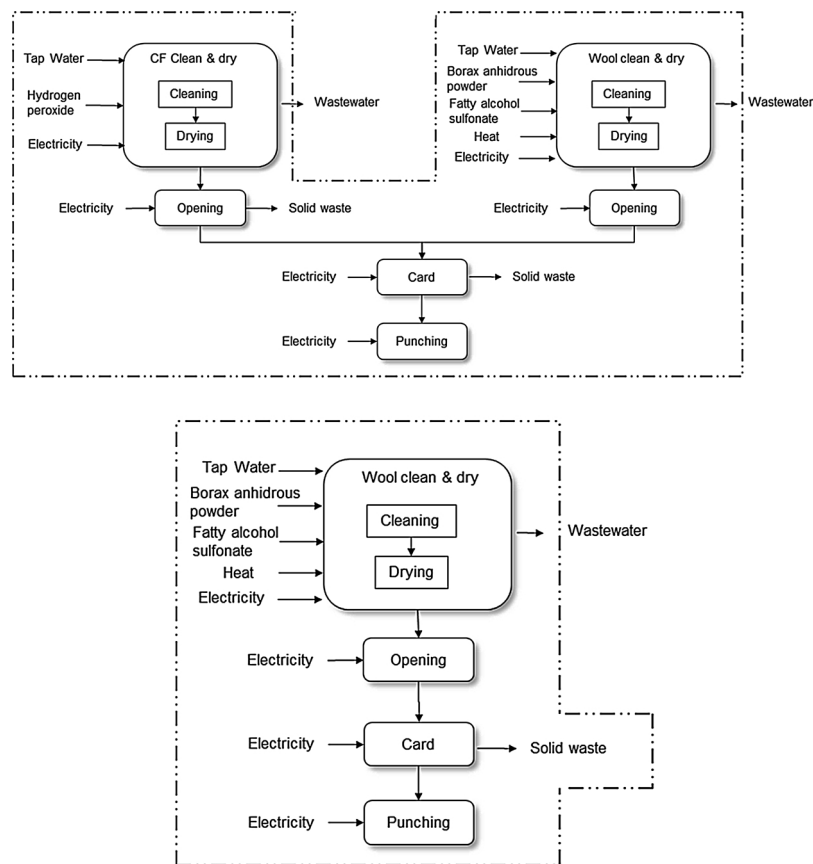 CF Clean & dry
Tap Water
Cleaning
Hydrogen
peroxide
Wastewater
Drying
Electricity
Electricity
Opening
Solid waste
Wool clean & dry
Tap Water
Borax anhidrous
powder
Cleaning
Wastewater
Fatty alcohol
sulfonate
Heat
Drying
Electricity
Electricity
Opening
Electricity
Card
Solid waste
Electricity
Punching
Tap Water
Wool clean & dry
Borax anhidrous
powder
Cleaning
Fatty alcohol
sulfonate
Wastewater
Heat
Drying
Electricity
Electricity
Opening
Electricity
Card
Solid waste
Electricity
Punching